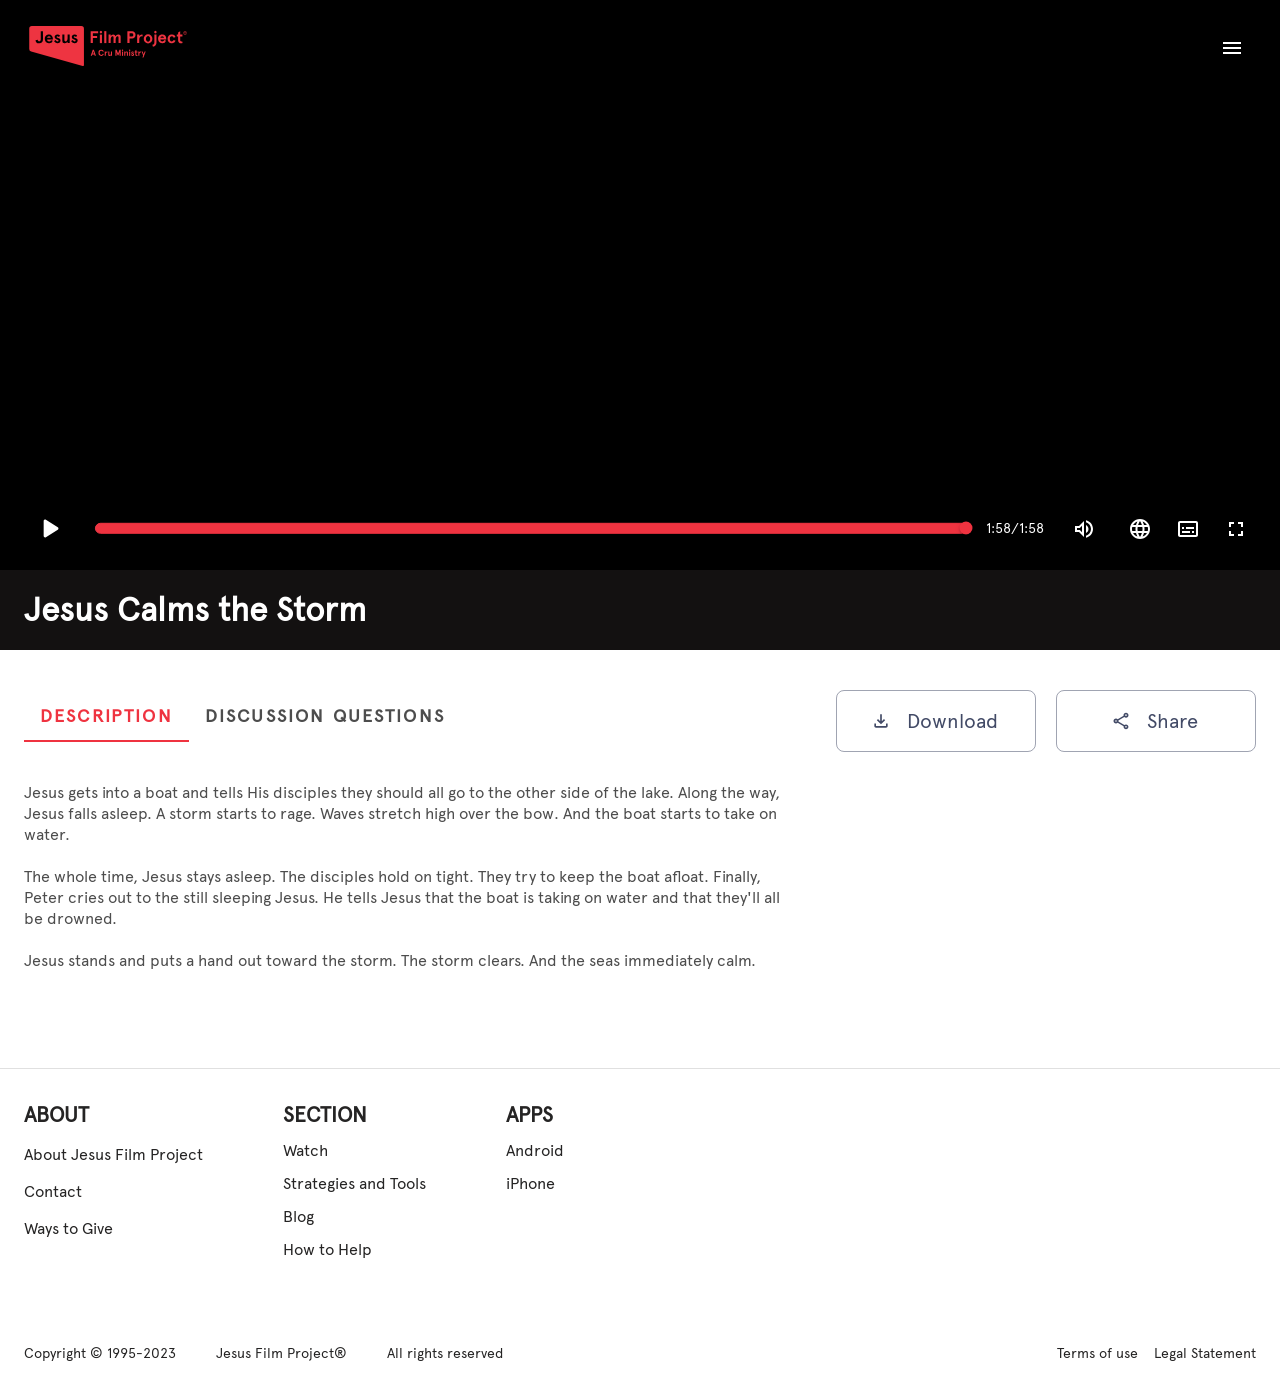 Jesus Film Project®
A Cru Ministry
1:58/1:58
Jesus Calms the Storm
DESCRIPTION
DISCUSSION QUESTIONS
Download
Share
Jesus gets into a boat and tells His disciples they should all go to the other side of the lake. Along the way,
Jesus falls asleep. A storm starts to rage. Waves stretch high over the bow. And the boat starts to take on
water.
The whole time, Jesus stays asleep. The disciples hold on tight. They try to keep the boat afloat. Finally,
Peter cries out to the still sleeping Jesus. He tells Jesus that the boat is taking on water and that they'll all
be drowned.
Jesus stands and puts a hand out toward the storm. The storm clears. And the seas immediately calm.
ABOUT
About Jesus Film Project
Contact
Ways to Give
SECTION
Watch
Strategies and Tools
Blog
How to Help
APPS
Android
iPhone
Copyright © 1995-2023
Jesus Film Project®
All rights reserved
Terms of use
Legal Statement